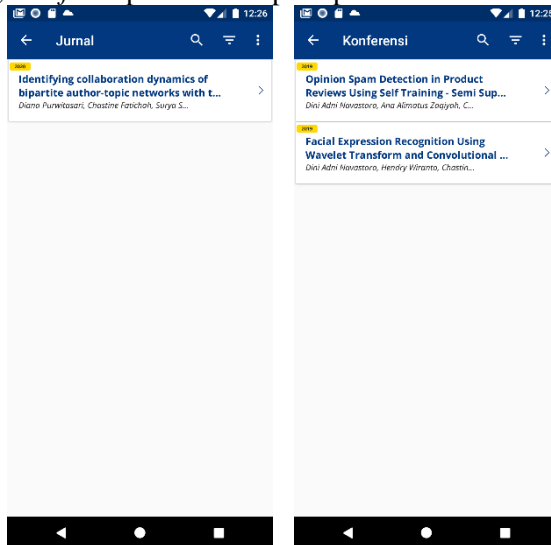 12:26
Jurnal
2020
Identifying collaboration dynamics of
bipartite author-topic networks with t...
Diana Purwitasari, Chastine Fatichah, Surya S...
12:25
Konferensi
2019
Opinion Spam Detection in Product
Reviews Using Self Training - Semi Sup...
Dini Adni Navastara, Ana Alimatus Zaqiyah, C...
2019
Facial Expression Recognition Using
Wavelet Transform and Convolutional ...
Dini Adni Navastara, Hendry Wiranto, Chastin...